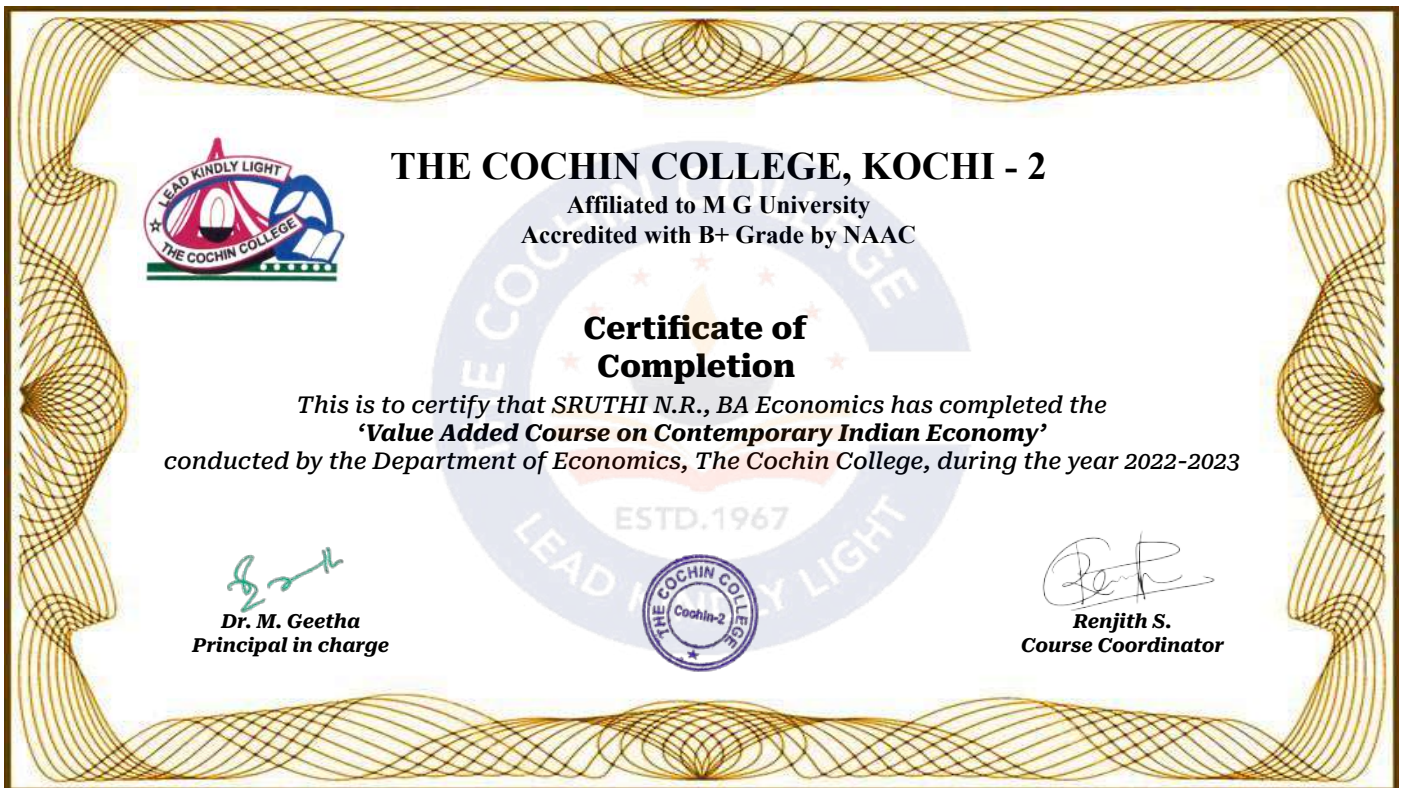 THE COCHIN COLLEGE, KOCHI - 2
Affiliated to M G University
Accredited with B+ Grade by NAAC
LEAD KINDLY LIGHT
THE COCHIN COLLEGE
Certificate of
Completion
This is to certify that SRUTHI N.R., BA Economics has completed the
‘Value Added Course on Contemporary Indian Economy’
conducted by the Department of Economics, The Cochin College, during the year 2022-2023
THE COCHIN COLLEGE
ESTD.1967
LEAD KINDLY LIGHT
Dr. M. Geetha
Principal in charge
THE COCHIN COLLEGE
Cochin-2
Renjith S.
Course Coordinator